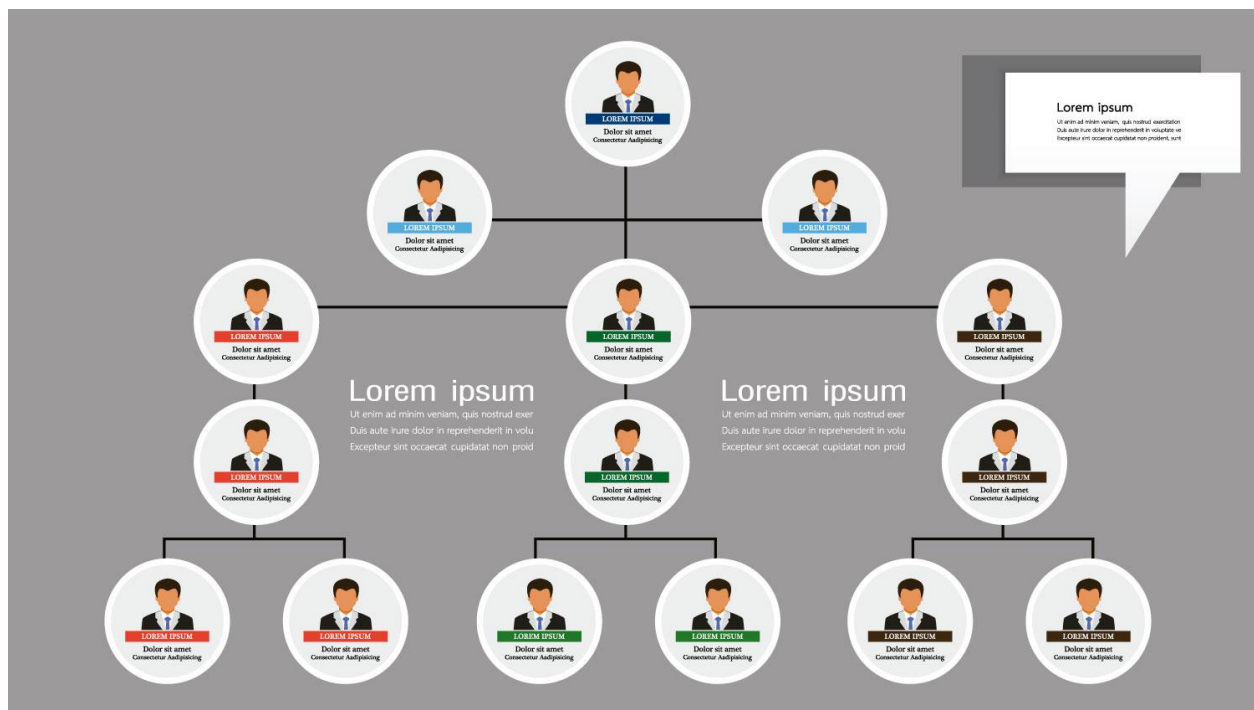 LOREM IPSUM
Dolor sit amet
Consectetur Aadipisicing
Lorem ipsum
Ut enim ad minim veniam, quis nostrud exercitation
Duis aute irure dolor in reprehenderit in voluptate ve
Excepteur sint occaecat cupidatat non proident, sunt
LOREM IPSUM
Dolor sit amet
Consectetur Aadipisicing
LOREM IPSUM
Dolor sit amet
Consectetur Aadipisicing
LOREM IPSUM
Dolor sit amet
Consectetur Aadipisicing
LOREM IPSUM
Dolor sit amet
Consectetur Aadipisicing
LOREM IPSUM
Dolor sit amet
Consectetur Aadipisicing
Lorem ipsum
Ut enim ad minim veniam, quis nostrud exer
Duis aute irure dolor in reprehenderit in volu
Excepteur sint occaecat cupidatat non proid
Lorem ipsum
Ut enim ad minim veniam, quis nostrud exer
Duis aute irure dolor in reprehenderit in volu
Excepteur sint occaecat cupidatat non proid
LOREM IPSUM
Dolor sit amet
Consectetur Aadipisicing
LOREM IPSUM
Dolor sit amet
Consectetur Aadipisicing
LOREM IPSUM
Dolor sit amet
Consectetur Aadipisicing
LOREM IPSUM
Dolor sit amet
Consectetur Aadipisicing
LOREM IPSUM
Dolor sit amet
Consectetur Aadipisicing
LOREM IPSUM
Dolor sit amet
Consectetur Aadipisicing
LOREM IPSUM
Dolor sit amet
Consectetur Aadipisicing
LOREM IPSUM
Dolor sit amet
Consectetur Aadipisicing
LOREM IPSUM
Dolor sit amet
Consectetur Aadipisicing